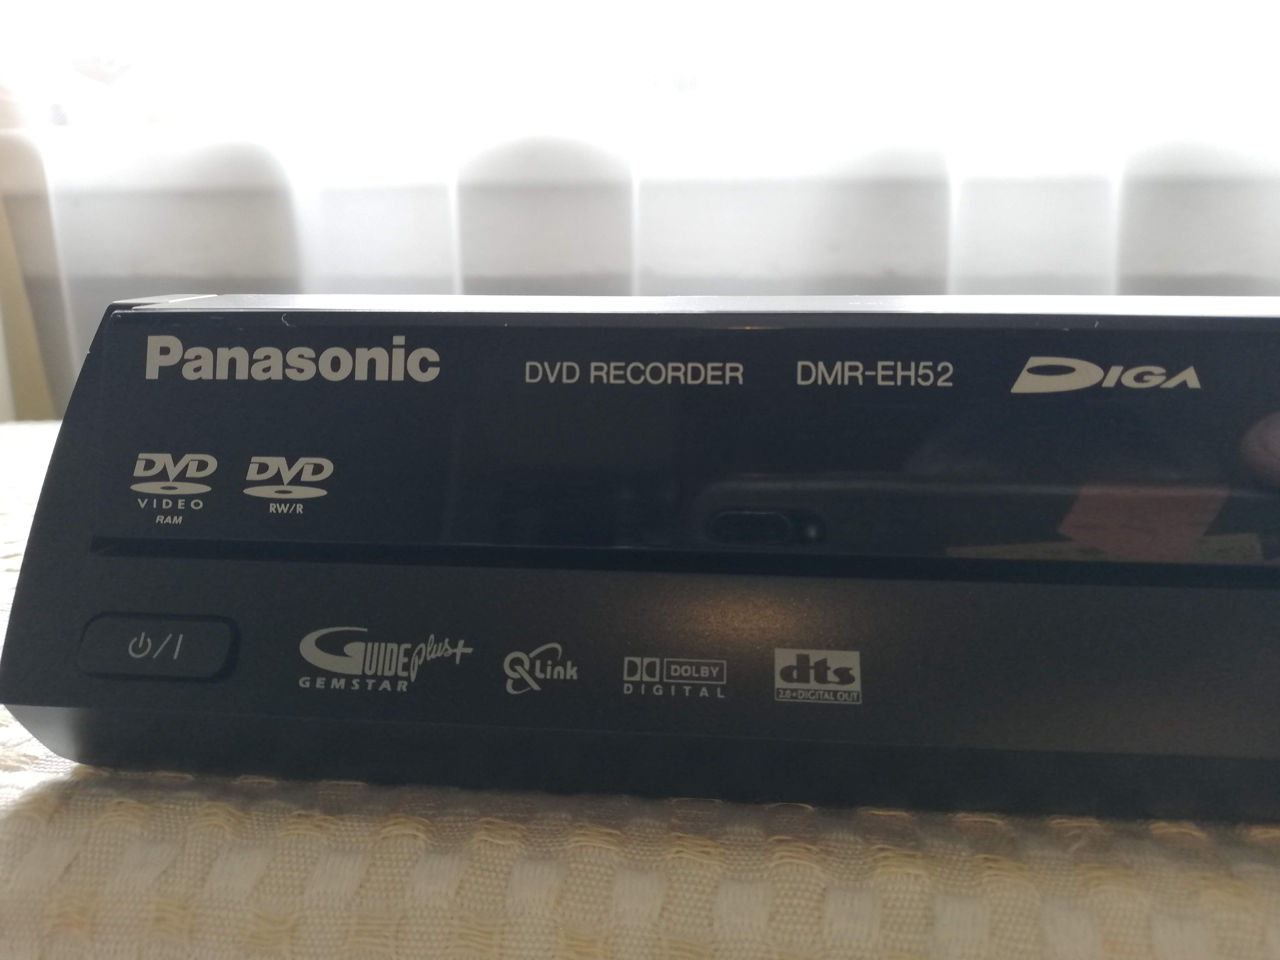 Panasonic DVD RECORDER DMR-EH52 DIGA
DVD DVD
VIDEO RW/R
RAM
⏻/I GUIDE Plus+ Q Link DOLBY dts
GEMSTAR DIGITAL 2.0+DIGITAL OUT